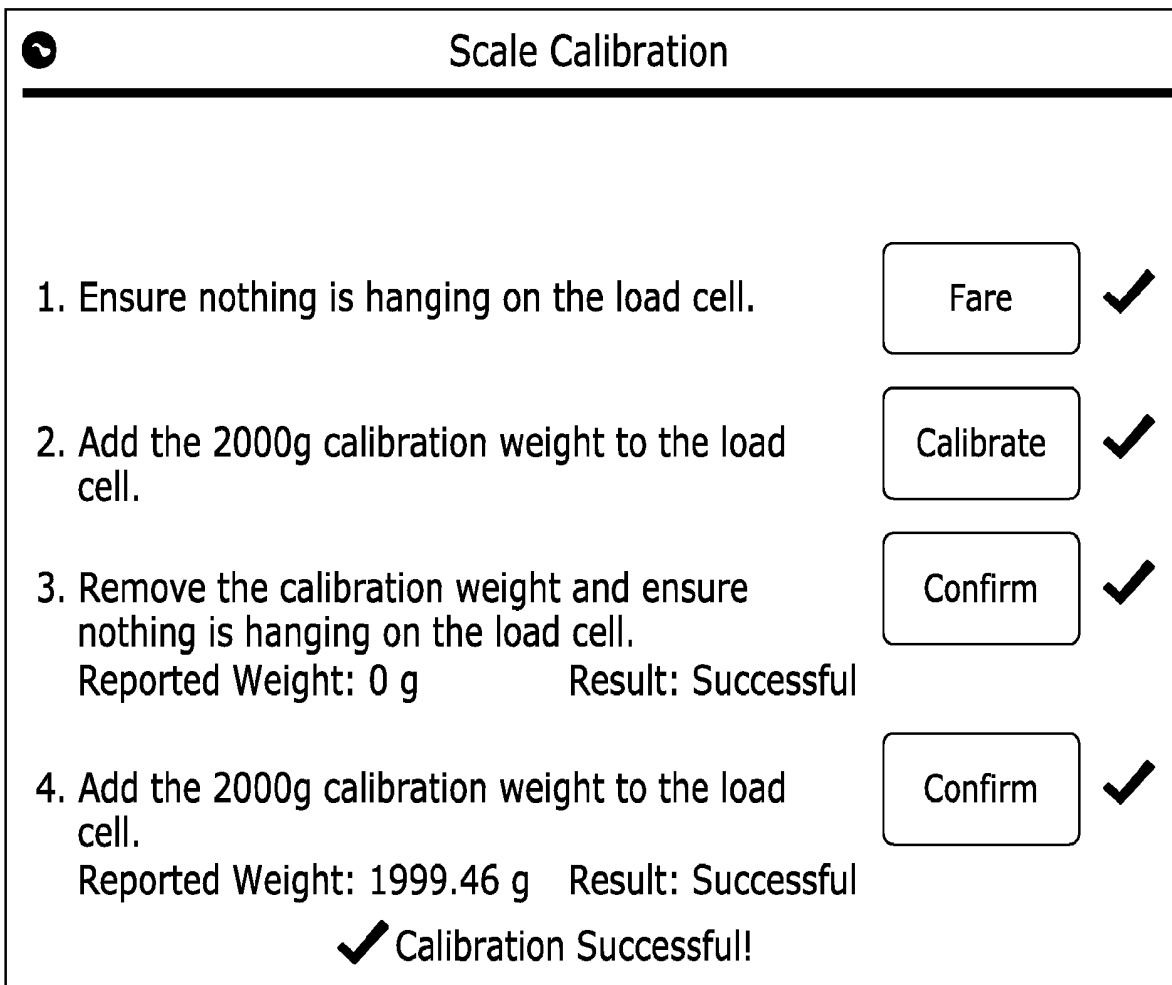 Scale Calibration
1. Ensure nothing is hanging on the load cell.
Fare
2. Add the 2000g calibration weight to the load
cell.
Calibrate
3. Remove the calibration weight and ensure
nothing is hanging on the load cell.
Confirm
Reported Weight: 0 g Result: Successful
4. Add the 2000g calibration weight to the load
cell.
Confirm
Reported Weight: 1999.46 g Result: Successful
Calibration Successful!